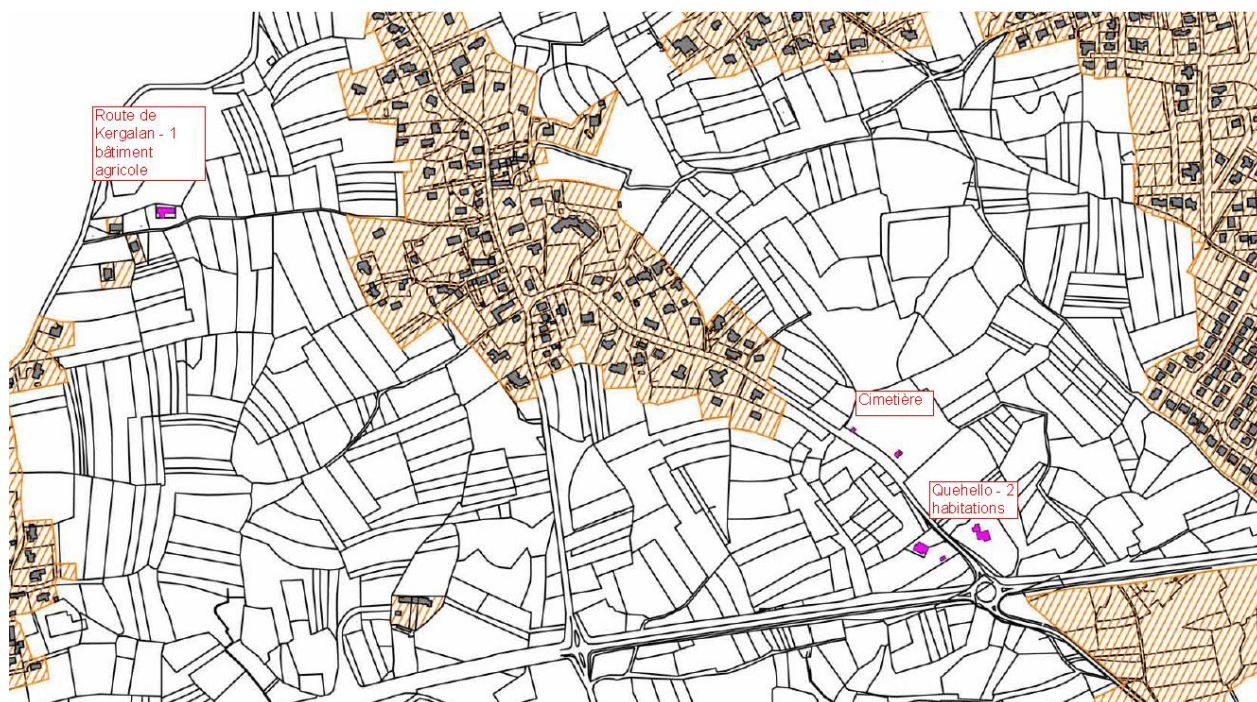 Route de
Kergalan - 1
bâtiment
agricole
Cimetière
Quehello - 2
habitations